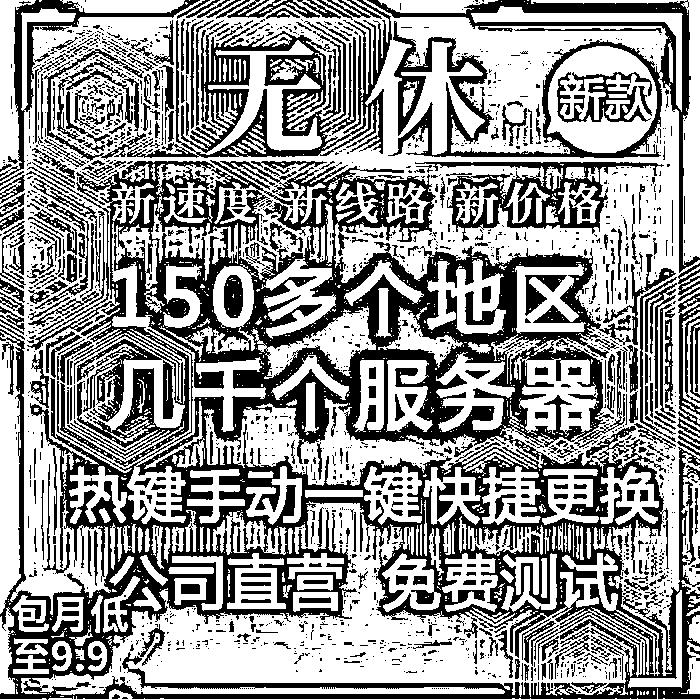 无休
新款
新速度 新线路 新价格
150多个地区
几千个服务器
热键手动一键快捷更换
公司直营 免费测试
包月低
至9.9